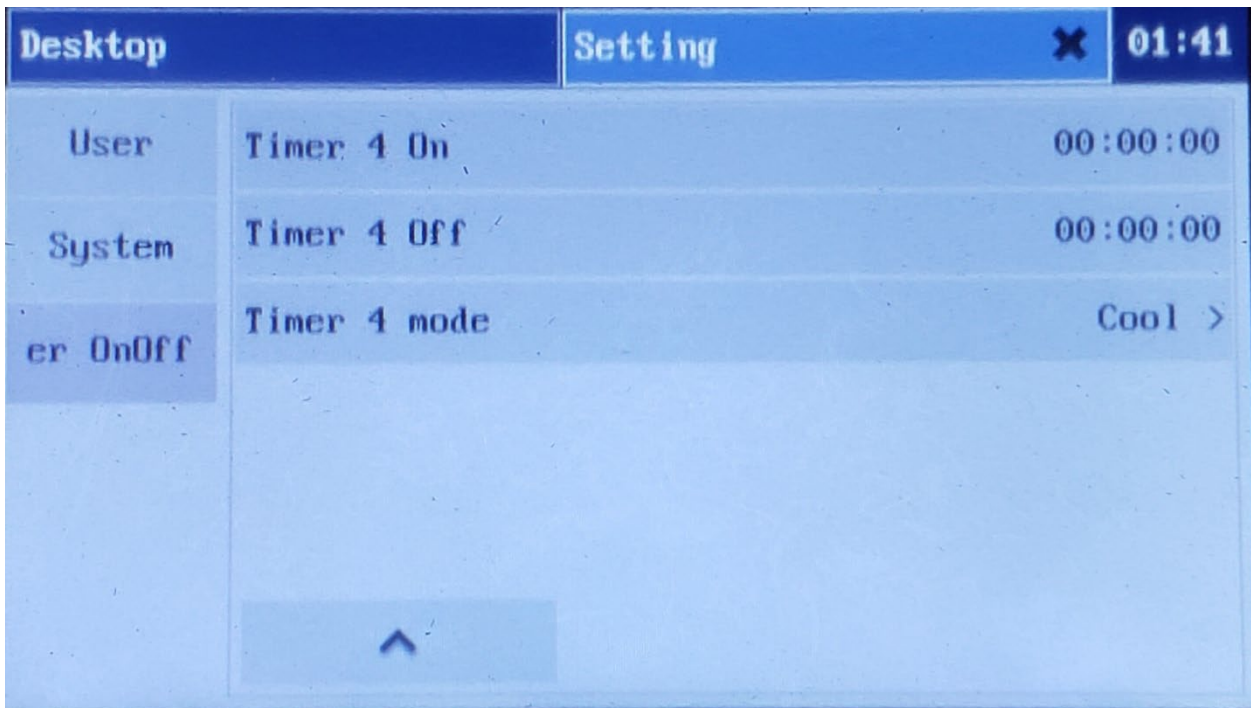 Desktop
Setting
01:41
User
Timer 4 On 00:00:00
System
Timer 4 Off 00:00:00
er OnOff
Timer 4 mode Cool >